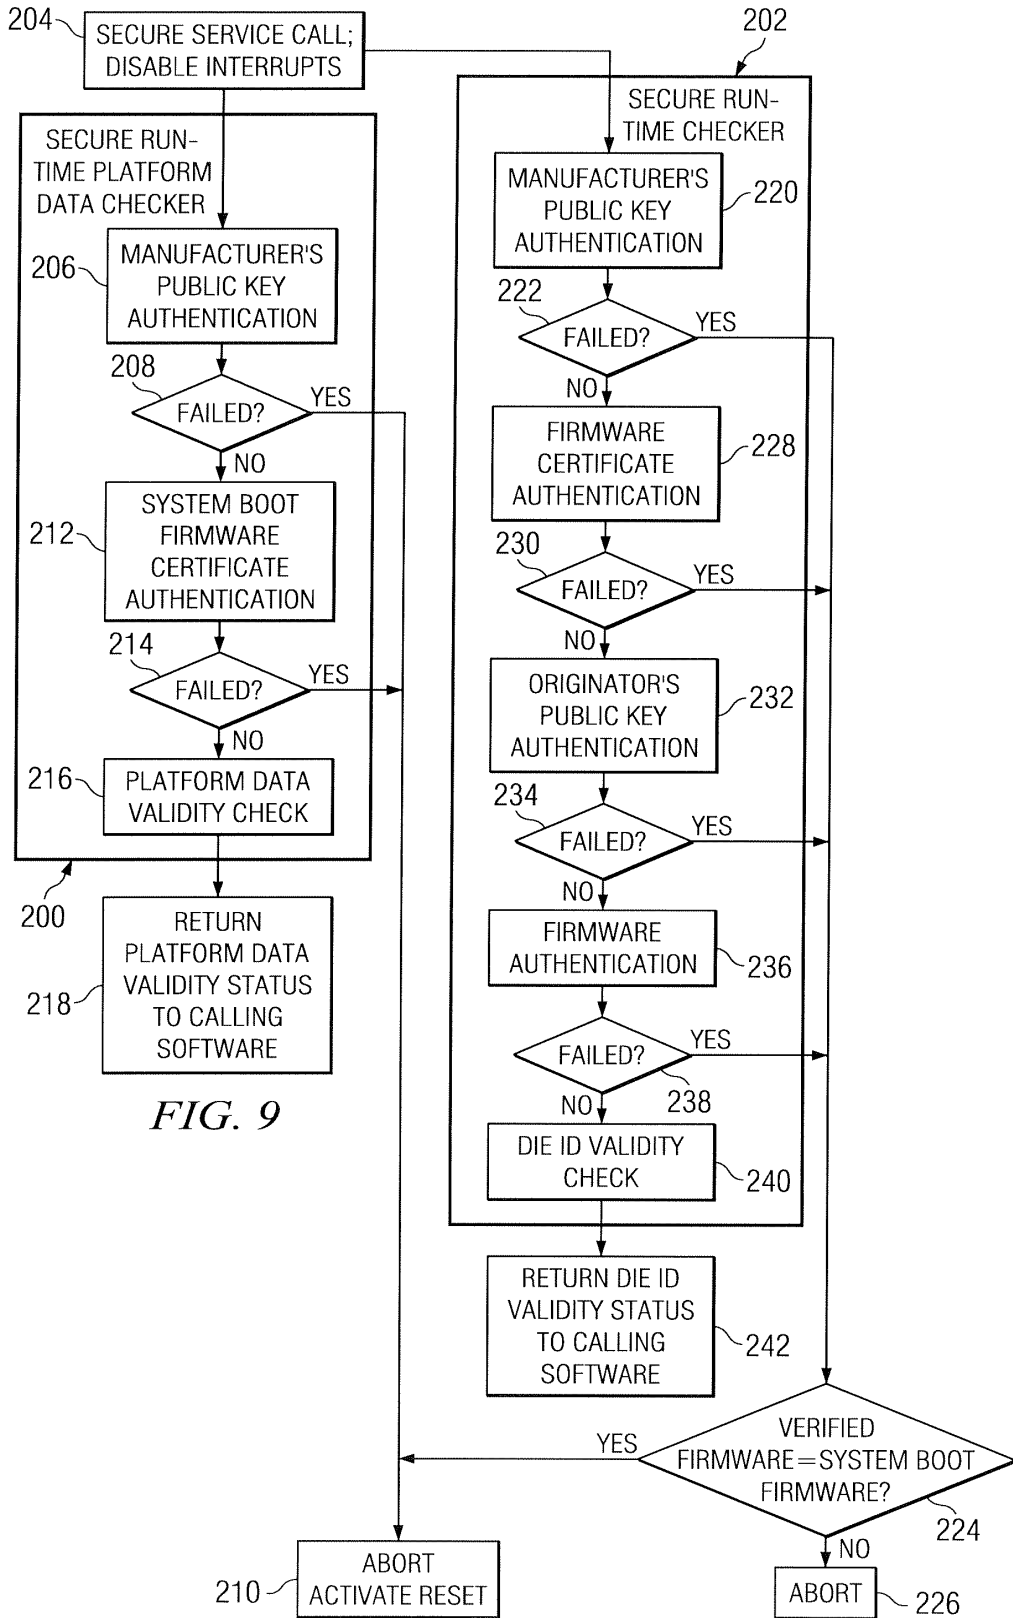 204
SECURE SERVICE CALL;
DISABLE INTERRUPTS
202
SECURE RUN-
TIME PLATFORM
DATA CHECKER
206
MANUFACTURER'S
PUBLIC KEY
AUTHENTICATION
208
FAILED?
YES
NO
212
SYSTEM BOOT
FIRMWARE
CERTIFICATE
AUTHENTICATION
214
FAILED?
YES
NO
216
PLATFORM DATA
VALIDITY CHECK
200
218
RETURN
PLATFORM DATA
VALIDITY STATUS
TO CALLING
SOFTWARE
FIG. 9
SECURE RUN-
TIME CHECKER
MANUFACTURER'S
PUBLIC KEY
AUTHENTICATION
220
222
FAILED?
YES
NO
FIRMWARE
CERTIFICATE
AUTHENTICATION
228
230
FAILED?
YES
NO
ORIGINATOR'S
PUBLIC KEY
AUTHENTICATION
232
234
FAILED?
YES
NO
FIRMWARE
AUTHENTICATION
236
FAILED?
YES
238
NO
DIE ID VALIDITY
CHECK
240
RETURN DIE ID
VALIDITY STATUS
TO CALLING
SOFTWARE
242
VERIFIED
FIRMWARE=SYSTEM BOOT
FIRMWARE?
YES
224
NO
210
ABORT
ACTIVATE RESET
ABORT
226